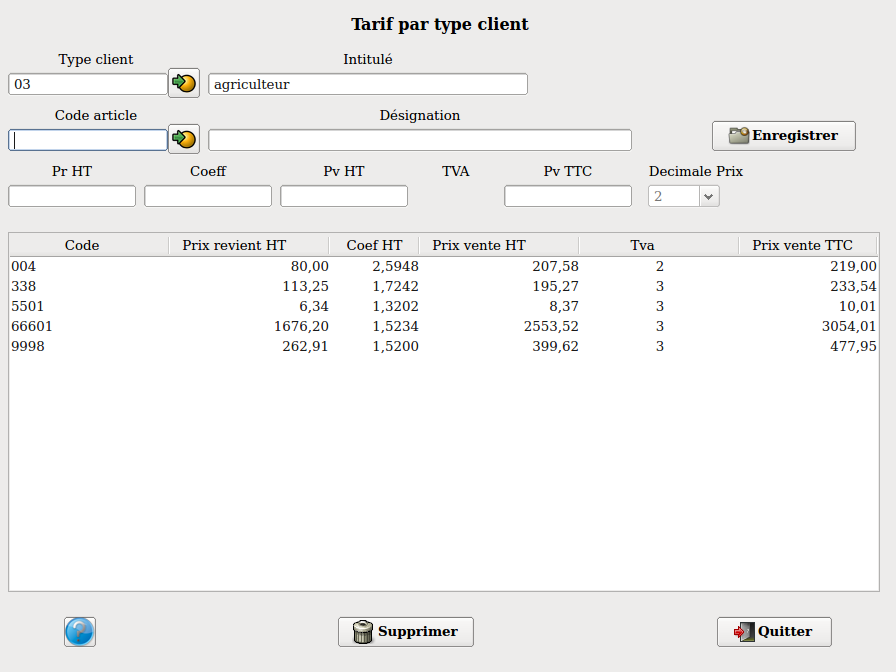 Tarif par type client
Type client Intitulé
03 agriculteur
Code article Désignation
Enregistrer
Pr HT Coeff Pv HT TVA Pv TTC Decimale Prix
2
Code Prix revient HT Coef HT Prix vente HT Tva Prix vente TTC
004 80,00 2,5948 207,58 2 219,00
338 113,25 1,7242 195,27 3 233,54
5501 6,34 1,3202 8,37 3 10,01
66601 1676,20 1,5234 2553,52 3 3054,01
9998 262,91 1,5200 399,62 3 477,95
? Supprimer Quitter